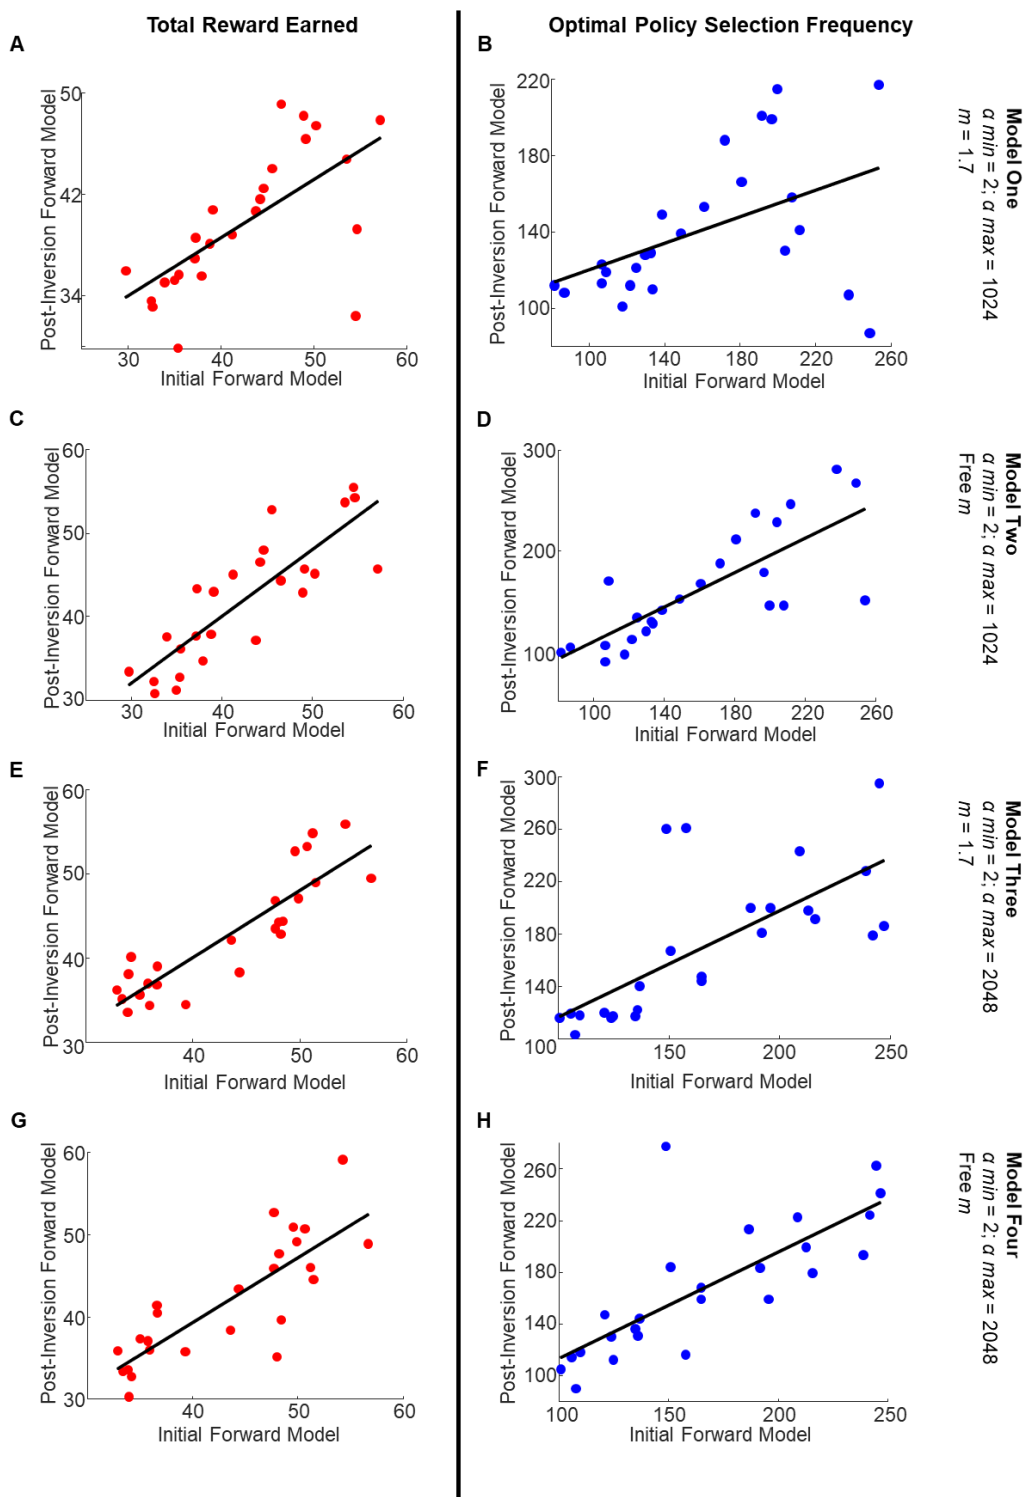 Total Reward Earned
Optimal Policy Selection Frequency
A
Post-Inversion Forward Model
50
42
34
30
40
50
60
Initial Forward Model
B
Post-Inversion Forward Model
220
180
140
100
100
140
180
220
260
Initial Forward Model
Model One
α min = 2; α max = 1024
m = 1.7
C
Post-Inversion Forward Model
60
50
40
30
30
40
50
60
Initial Forward Model
D
Post-Inversion Forward Model
300
200
100
100
140
180
220
260
Initial Forward Model
Model Two
α min = 2; α max = 1024
Free m
E
Post-Inversion Forward Model
60
50
40
30
40
50
60
Initial Forward Model
F
Post-Inversion Forward Model
300
260
220
180
140
100
150
200
250
Initial Forward Model
Model Three
α min = 2; α max = 2048
m = 1.7
G
Post-Inversion Forward Model
60
50
40
30
40
50
60
Initial Forward Model
H
Post-Inversion Forward Model
260
220
180
140
100
100
150
200
250
Initial Forward Model
Model Four
α min = 2; α max = 2048
Free m